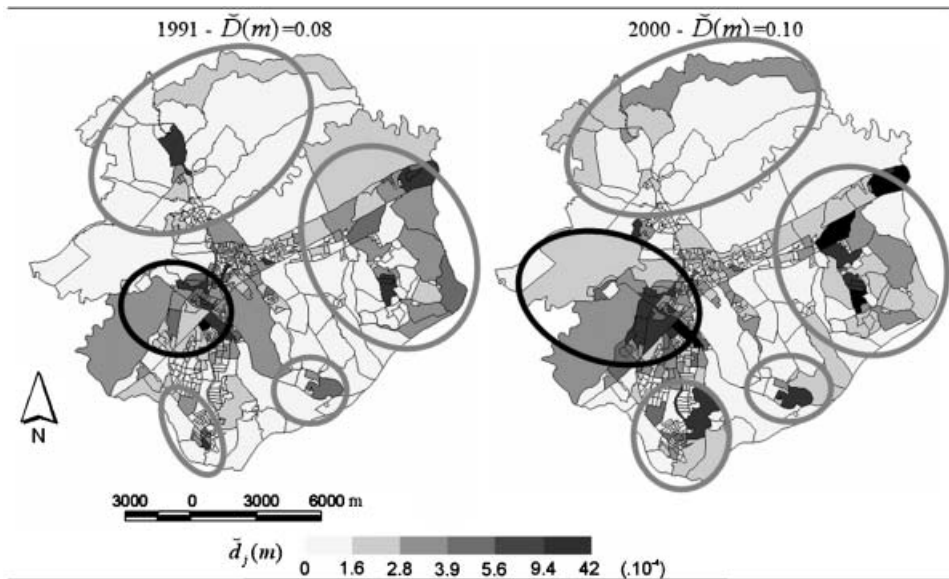 1991 - D̆(m)=0.08
2000 - D̆(m)=0.10
N
3000 0 3000 6000 m
d̆j(m)
0 1.6 2.8 3.9 5.6 9.4 42 (.10⁻⁴)